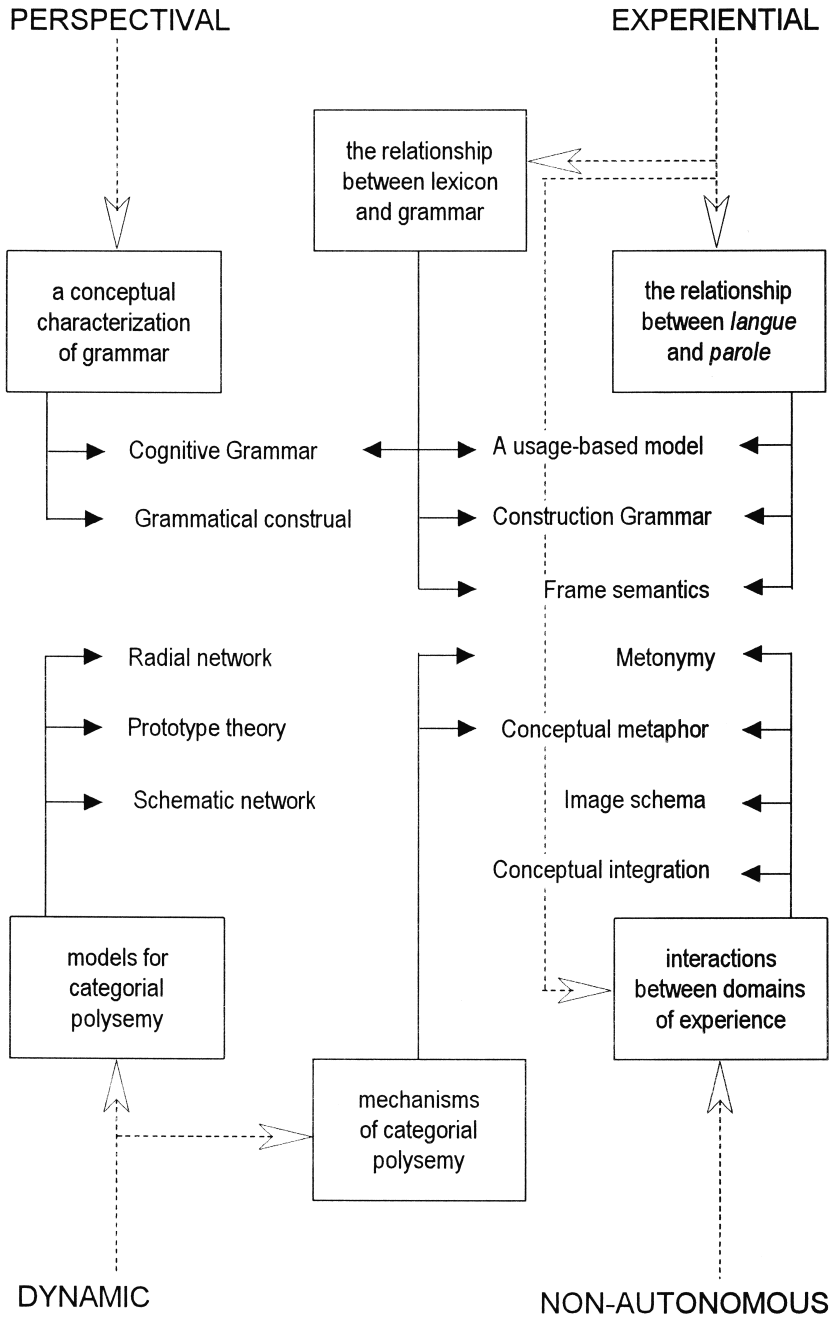 PERSPECTIVAL
EXPERIENTIAL
the relationship
between lexicon
and grammar
a conceptual
characterization
of grammar
the relationship
between langue
and parole
Cognitive Grammar
A usage-based model
Grammatical construal
Construction Grammar
Frame semantics
Radial network
Metonymy
Prototype theory
Conceptual metaphor
Schematic network
Image schema
Conceptual integration
models for
categorial
polysemy
interactions
between domains
of experience
mechanisms
of categorial
polysemy
DYNAMIC
NON-AUTONOMOUS